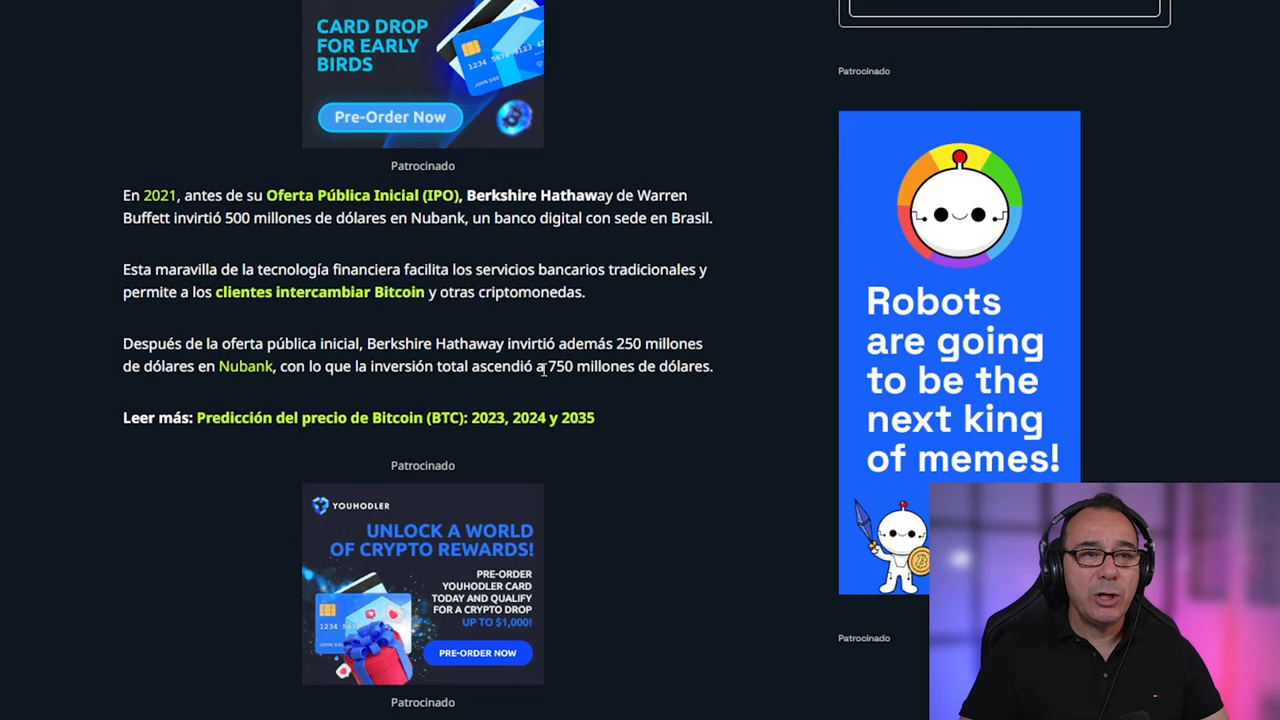 CARD DROP
FOR EARLY
BIRDS
Pre-Order Now
Patrocinado
En 2021, antes de su Oferta Pública Inicial (IPO), Berkshire Hathaway de Warren
Buffett invirtió 500 millones de dólares en Nubank, un banco digital con sede en Brasil.
Esta maravilla de la tecnología financiera facilita los servicios bancarios tradicionales y
permite a los clientes intercambiar Bitcoin y otras criptomonedas.
Después de la oferta pública inicial, Berkshire Hathaway invirtió además 250 millones
de dólares en Nubank, con lo que la inversión total ascendió a 750 millones de dólares.
Leer más: Predicción del precio de Bitcoin (BTC): 2023, 2024 y 2035
Patrocinado
YOUHODLER
UNLOCK A WORLD
OF CRYPTO REWARDS!
PRE-ORDER
YOUHODLER CARD
TODAY AND QUALIFY
FOR A CRYPTO DROP
UP TO $1,000!
PRE-ORDER NOW
Patrocinado
Patrocinado
Robots
are going
to be the
next king
of memes!
Patrocinado